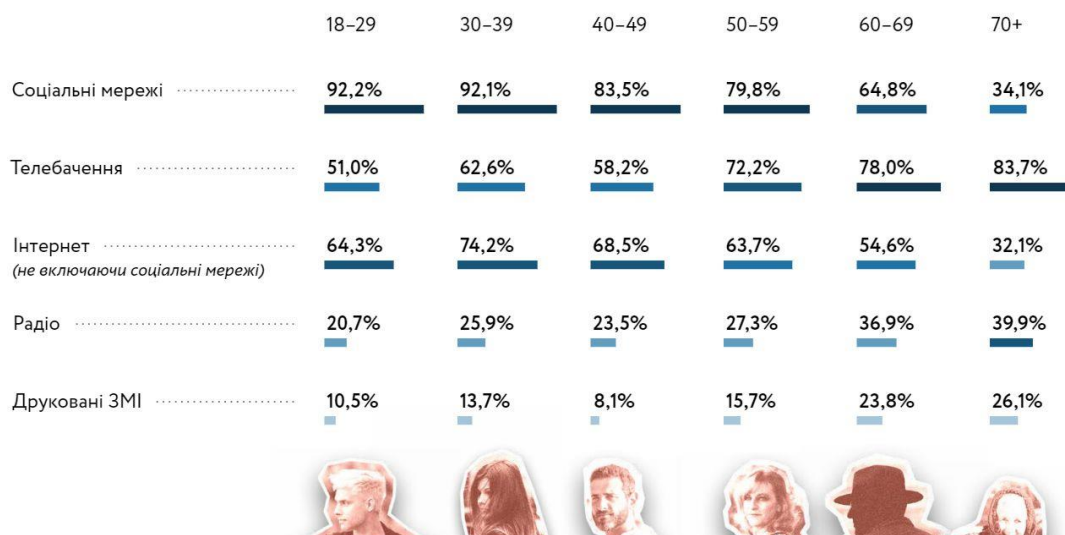 18–29 30–39 40–49 50–59 60–69 70+
Соціальні мережі 92,2% 92,1% 83,5% 79,8% 64,8% 34,1%
Телебачення 51,0% 62,6% 58,2% 72,2% 78,0% 83,7%
Інтернет 64,3% 74,2% 68,5% 63,7% 54,6% 32,1%
(не включаючи соціальні мережі)
Радіо 20,7% 25,9% 23,5% 27,3% 36,9% 39,9%
Друковані ЗМІ 10,5% 13,7% 8,1% 15,7% 23,8% 26,1%